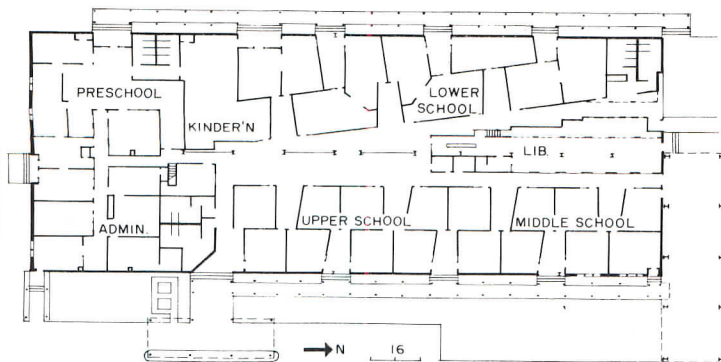 PRESCHOOL
KINDER'N
LOWER
SCHOOL
LIB.
ADMIN.
UPPER SCHOOL
MIDDLE SCHOOL
N
16